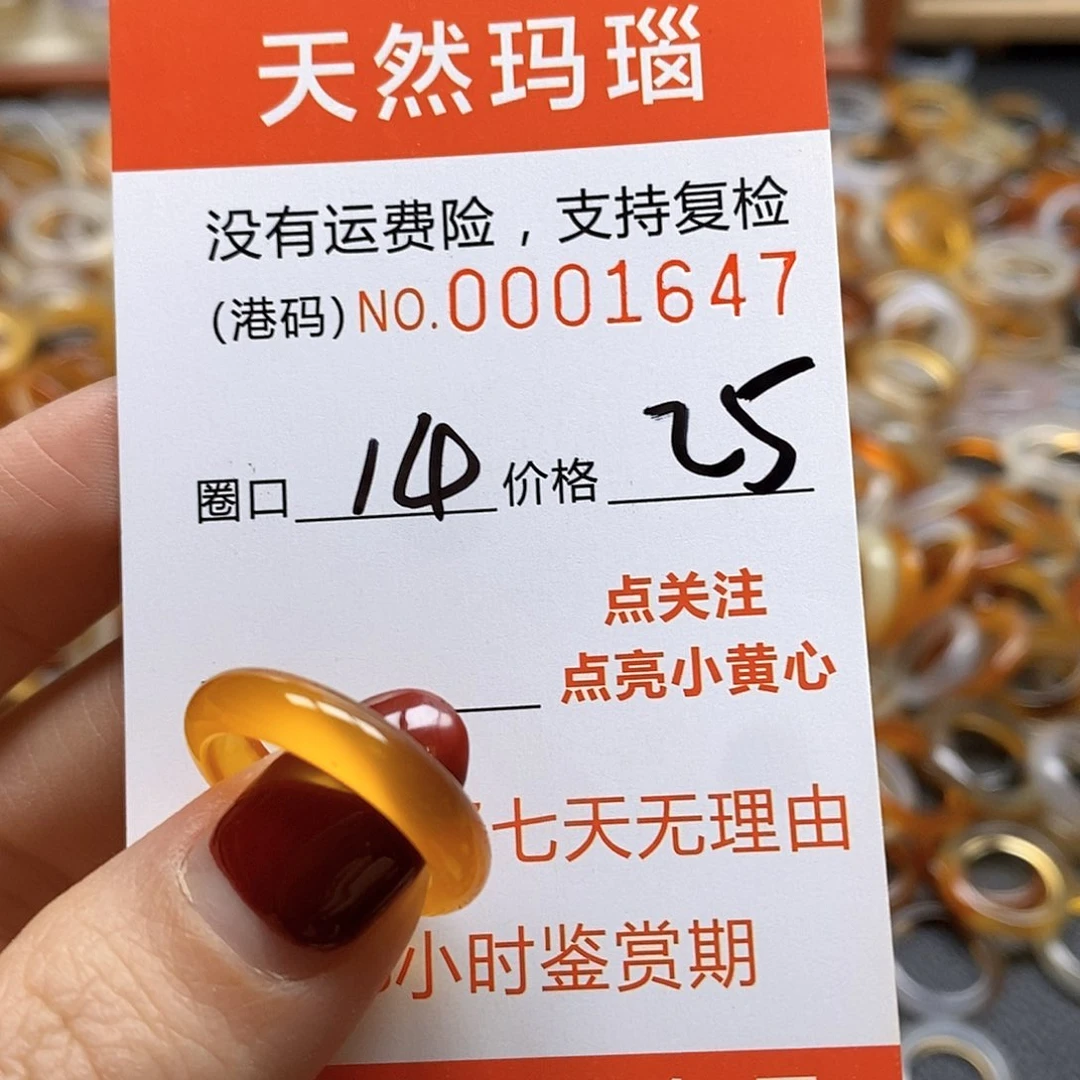 天然玛瑙
没有运费险，支持复检
(港码) NO.0001647
圈口 14 价格 25
点关注
点亮小黄心
七天无理由
小时鉴赏期